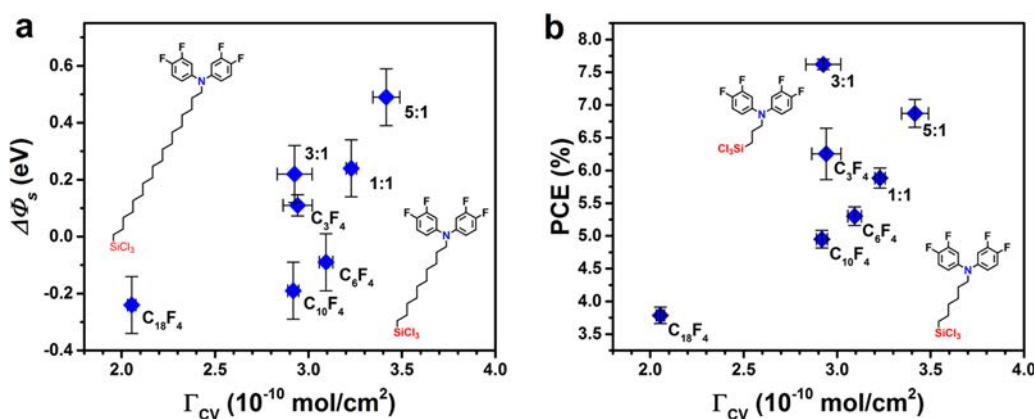 a
ΔΦs (eV)
0.6
0.4
0.2
0.0
-0.2
-0.4
2.0
2.5
3.0
3.5
4.0
ΓCV (10⁻¹⁰ mol/cm²)
F
F
F
F
N
SiCl₃
5:1
3:1
1:1
C₃F₄
C₆F₄
C₁₀F₄
C₁₈F₄
F
F
F
F
N
SiCl₃
b
PCE (%)
8.0
7.5
7.0
6.5
6.0
5.5
5.0
4.5
4.0
3.5
2.0
2.5
3.0
3.5
4.0
ΓCV (10⁻¹⁰ mol/cm²)
F
F
F
F
N
Cl₃Si
3:1
5:1
C₃F₄
1:1
C₆F₄
C₁₀F₄
C₁₈F₄
F
F
F
F
N
SiCl₃